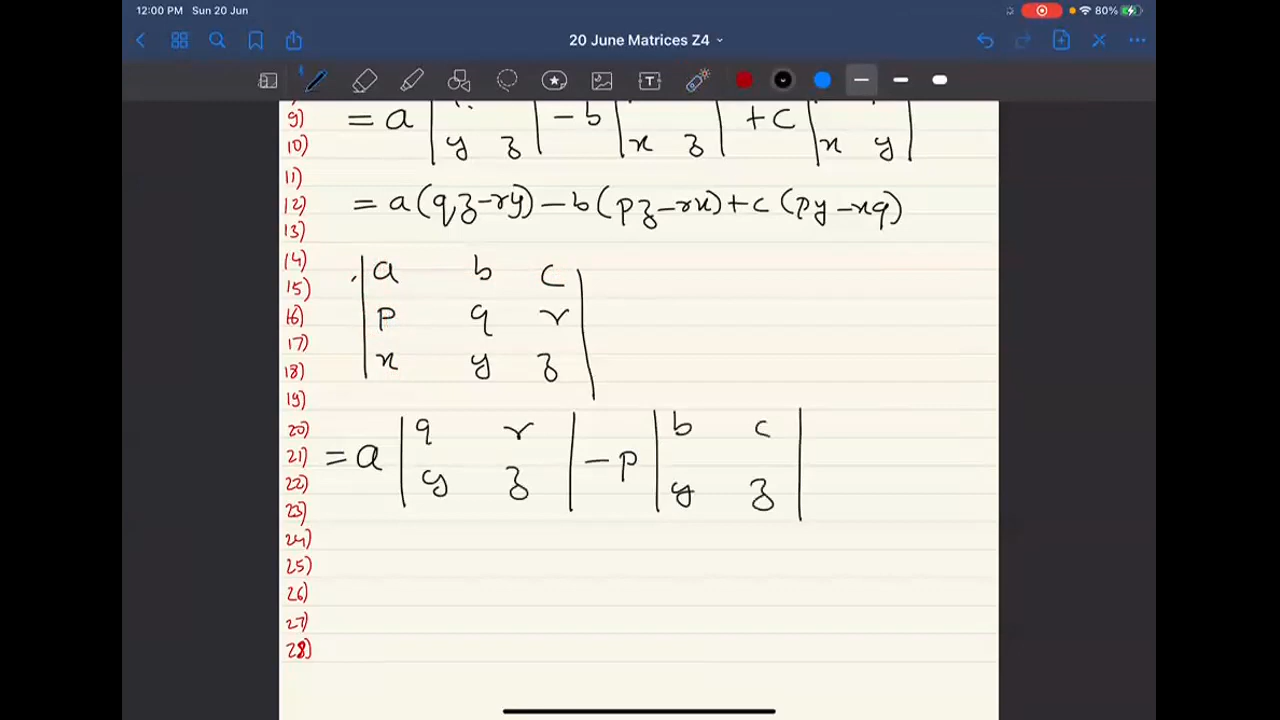 12:00 PM Sun 20 Jun 80%
20 June Matrices Z4
T
9) = a | | - b | | + c | |
10) y z x z x y
11)
12) = a(qz-ry) - b(pz-rx) + c(py-xq)
13)
14) | a b c |
15)
16) | p q r |
17)
18) | x y z |
19)
20) | q r | | b c |
21) = a - p
22) | y z | | y z |
23)
24)
25)
26)
27)
28)